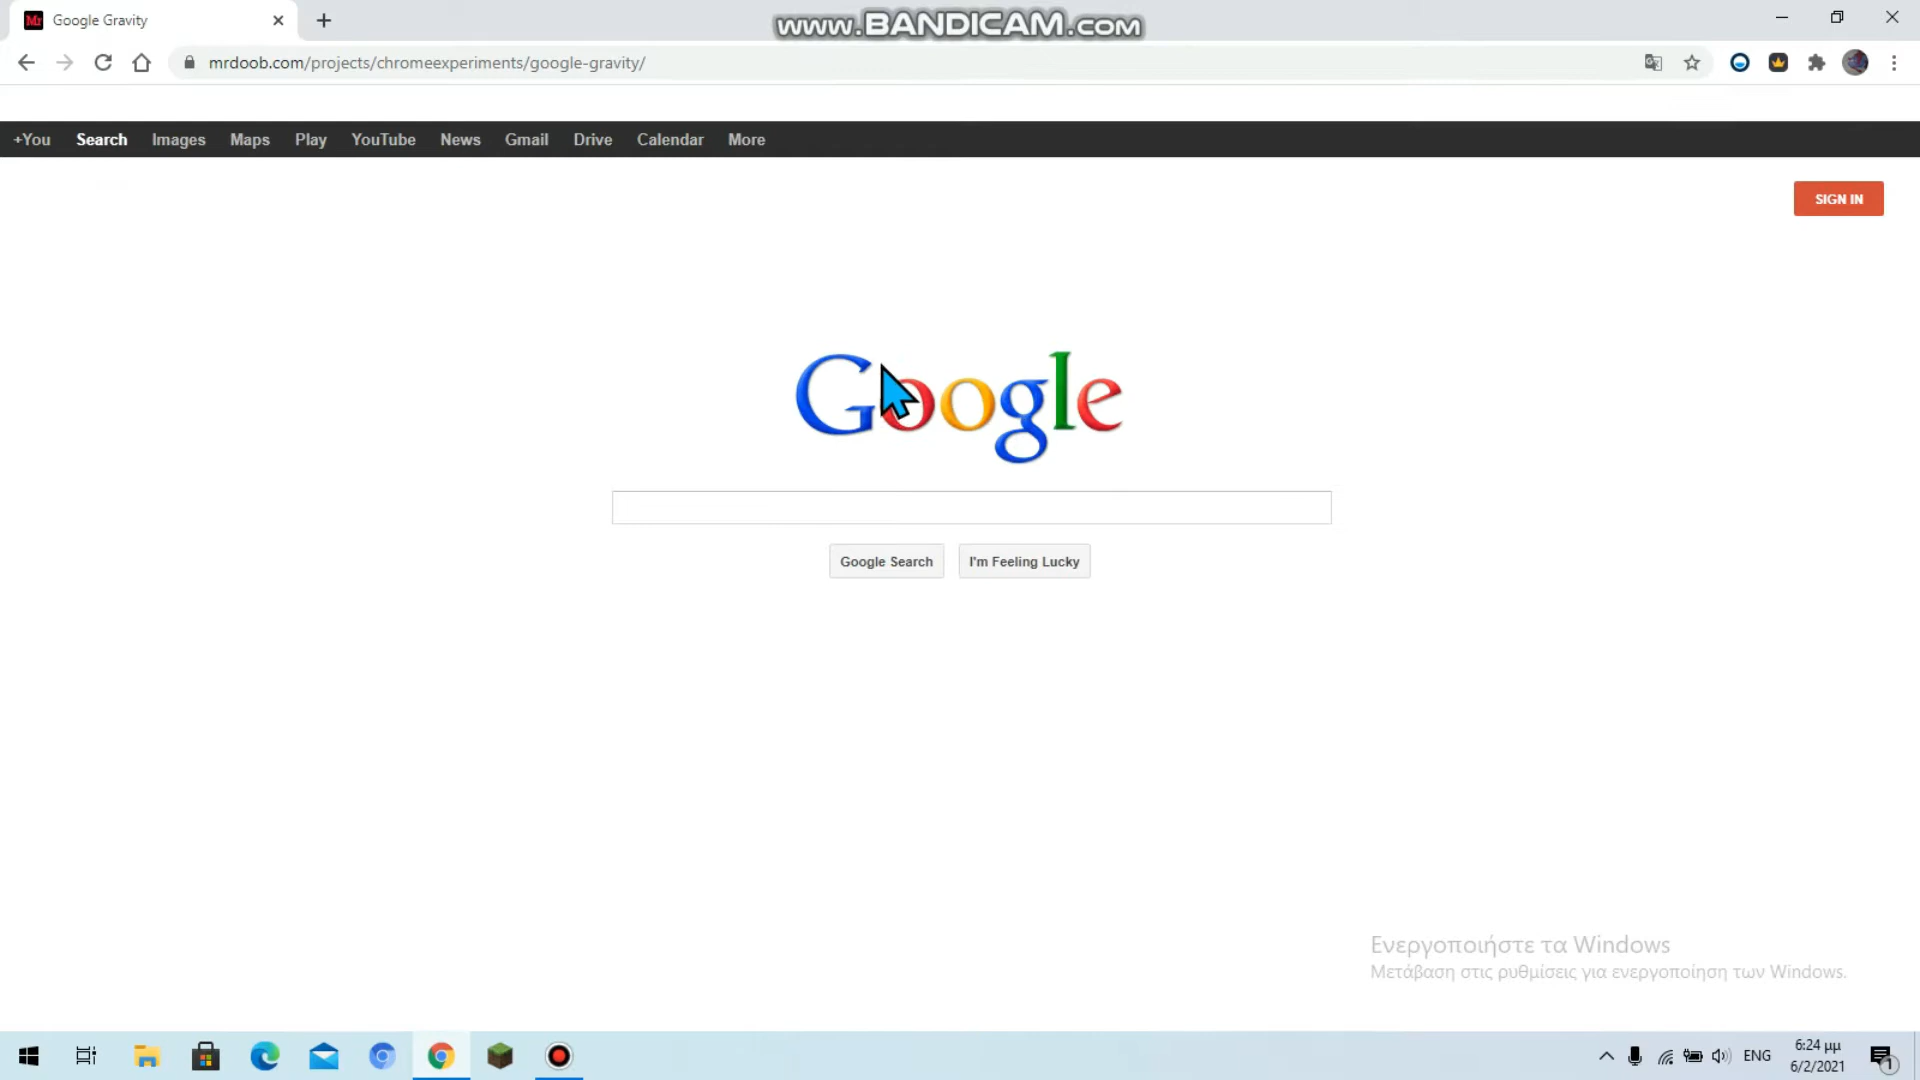 Mr Google Gravity
www.BANDICAM.com
mrdoob.com/projects/chromeexperiments/google-gravity/
+You Search Images Maps Play YouTube News Gmail Drive Calendar More
SIGN IN
Google
Google Search I'm Feeling Lucky
Ενεργοποιήστε τα Windows
Μετάβαση στις ρυθμίσεις για ενεργοποίηση των Windows.
ENG
6:24 μμ
6/2/2021
1